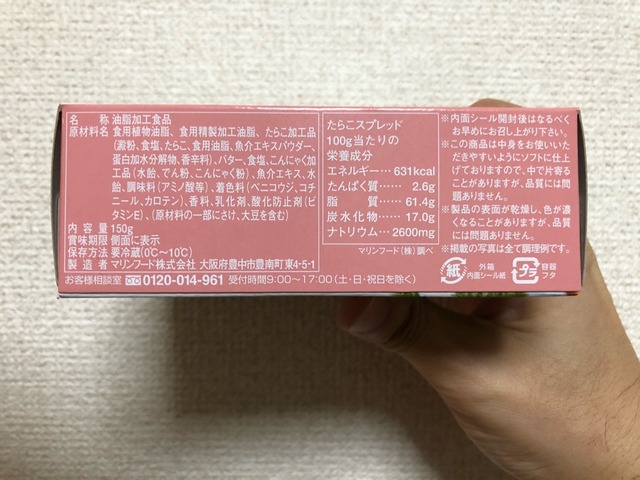 名称 油脂加工食品
原材料名 食用植物油脂、食用精製加工油脂、たらこ加工品
(澱粉、食塩、たらこ、食用油脂、魚介エキスパウダー、
蛋白加水分解物、香辛料)、バター、食塩、こんにゃく加
工品(水飴、でん粉、こんにゃく粉)、魚介エキス、水
飴、調味料(アミノ酸等)、着色料(ベニコウジ、コチ
ニール、カロテン)、香料、乳化剤、酸化防止剤(ビ
タミンE)、(原材料の一部にさけ、大豆を含む)
内容量 150g
賞味期限 側面に表示
保存方法 要冷蔵(0℃~10℃)
製造者 マリンフード株式会社 大阪府豊中市豊南町東4-5-1
お客様相談室 0120-014-961 受付時間9:00~17:00(土・日・祝日を除く)
たらこスプレッド
100g当たりの
栄養成分
エネルギー……631kcal
たんぱく質…… 2.6g
脂質……61.4g
炭水化物……17.0g
ナトリウム……2600mg
マリンフード(株)調べ
※内面シール開封後はなるべく
お早めにお召し上り下さい。
※この商品は中身をお使いいた
だきやすいようにソフトに仕上
げていますので、中で片寄る
ことがありますが、品質には問
題ありません。
※製品の表面が乾燥し、色が濃
くなることがありますが、品質
には問題ありません。
※掲載の写真は全て調理例です。
紙 外箱
内面シール紙
プラ 容器
フタ